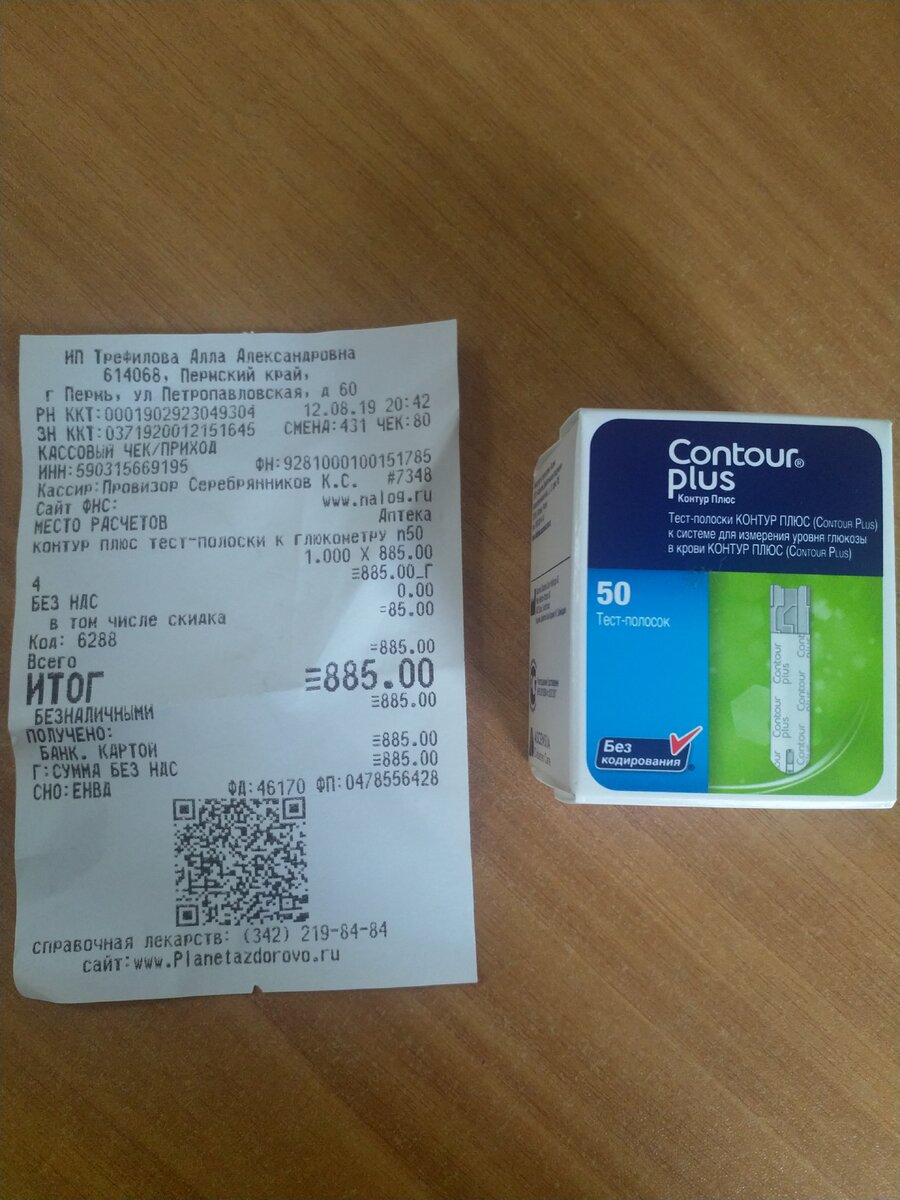 ИП Трефилова Алла Александровна
614068, Пермский край,
г Пермь, ул Петропавловская, д 60
РН ККТ:0001902923049304 12.08.19 20:42
ЗН ККТ:0371920012151645 СМЕНА:431 ЧЕК:80
КАССОВЫЙ ЧЕК/ПРИХОД
ИНН:590315669195 ФН:9281000100151785
Кассир:Провизор Серебрянников К.С. #7348
Сайт ФНС: www.nalog.ru
МЕСТО РАСЧЕТОВ Аптека
контур плюс тест-полоски к глюкометру n50
1.000 X 885.00
≡885.00_Г
4
БЕЗ НДС 0.00
в том числе скидка =85.00
Код: 6288
Всего =885.00
ИТОГ ≡885.00
БЕЗНАЛИЧНЫМИ ≡885.00
ПОЛУЧЕНО:
БАНК. КАРТОЙ ≡885.00
Г:СУММА БЕЗ НДС ≡885.00
СНО:ЕНВД ФД:46170 ФП:0478556428
справочная лекарств: (342) 219-84-84
сайт:www.Planetazdorovo.ru
Contour®
plus
Контур Плюс
Тест-полоски КОНТУР ПЛЮС (Contour Plus)
к системе для измерения уровня глюкозы
в крови КОНТУР ПЛЮС (Contour Plus)
50
Тест-полосок
Contour
plus
Contour
plus
Без
кодирования
ASCENSIA